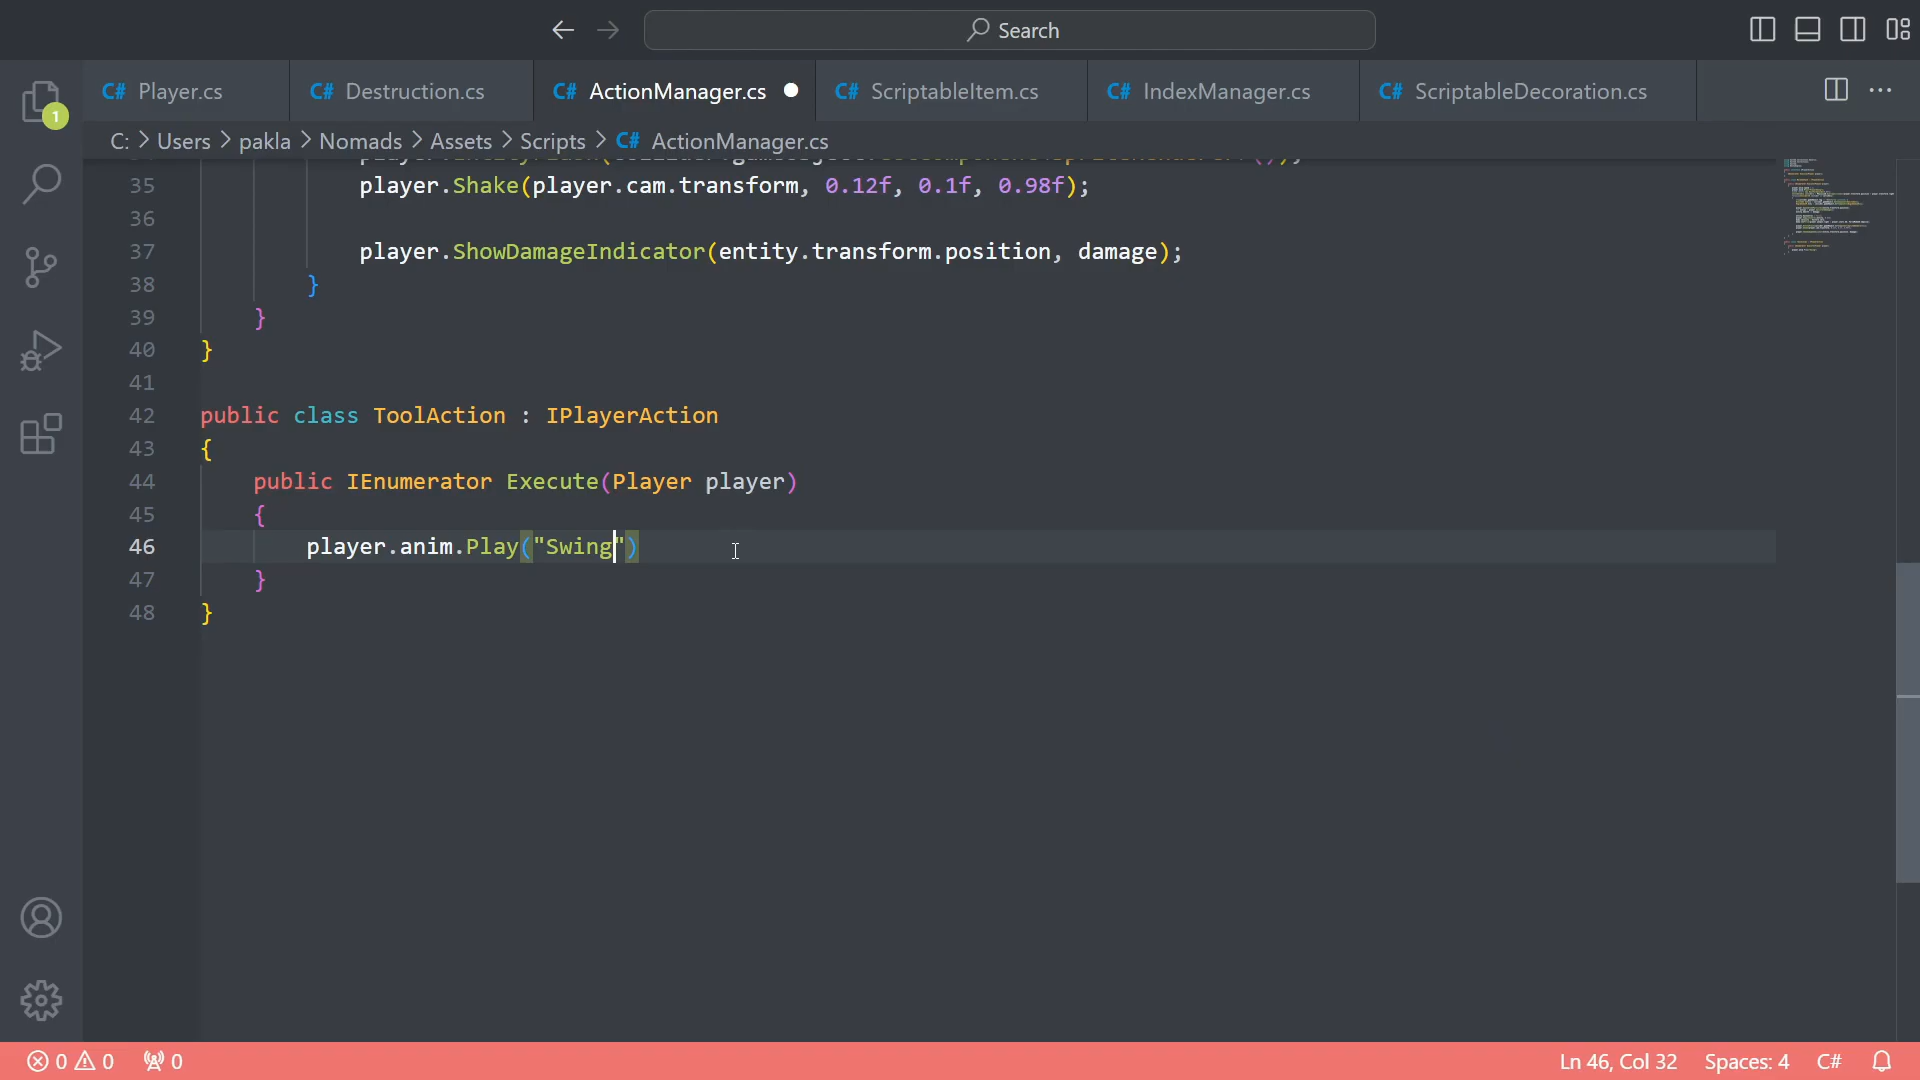 Search
C# Player.cs C# Destruction.cs C# ActionManager.cs C# ScriptableItem.cs C# IndexManager.cs C# ScriptableDecoration.cs
1
C: > Users > pakla > Nomads > Assets > Scripts > C# ActionManager.cs
35 player.Shake(player.cam.transform, 0.12f, 0.1f, 0.98f);
36
37 player.ShowDamageIndicator(entity.transform.position, damage);
38 }
39 }
40 }
41
42 public class ToolAction : IPlayerAction
43 {
44 public IEnumerator Execute(Player player)
45 {
46 player.anim.Play("Swing")
47 }
48 }
0 0 0 Ln 46, Col 32 Spaces: 4 C#